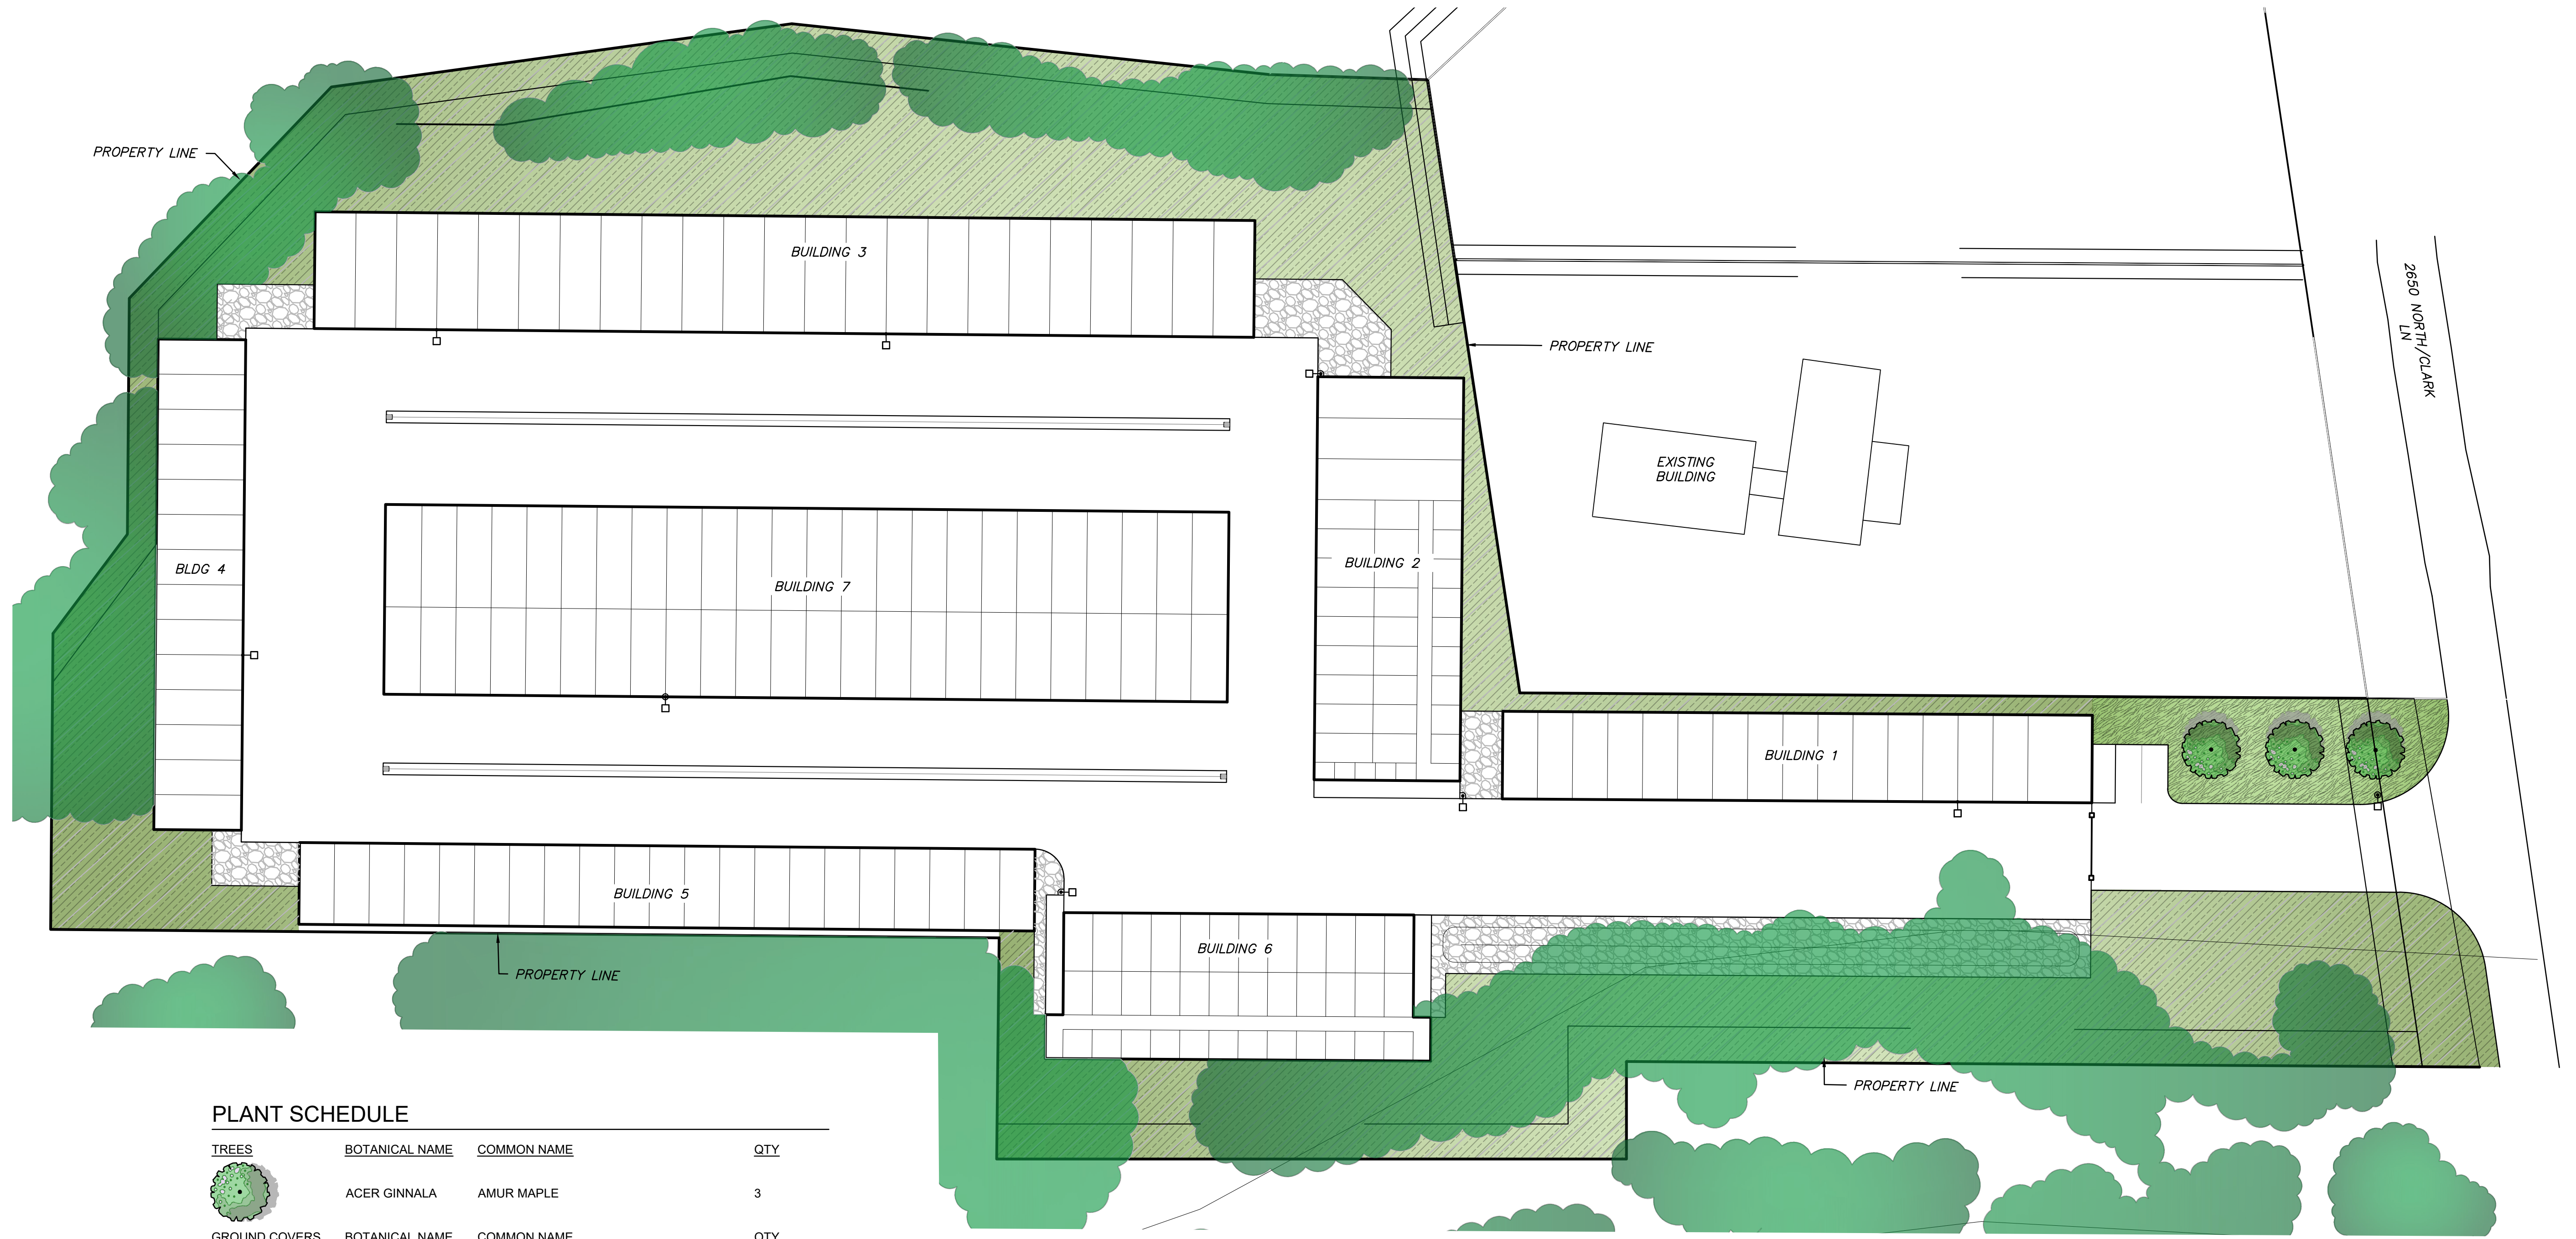 PROPERTY LINE
BUILDING 3
2650 NORTH/CLARK
LN
PROPERTY LINE
EXISTING
BUILDING
BLDG 4
BUILDING 7
BUILDING 2
BUILDING 1
BUILDING 5
BUILDING 6
PROPERTY LINE
PROPERTY LINE
PLANT SCHEDULE
TREES BOTANICAL NAME COMMON NAME QTY
ACER GINNALA AMUR MAPLE 3
GROUND COVERS BOTANICAL NAME COMMON NAME QTY